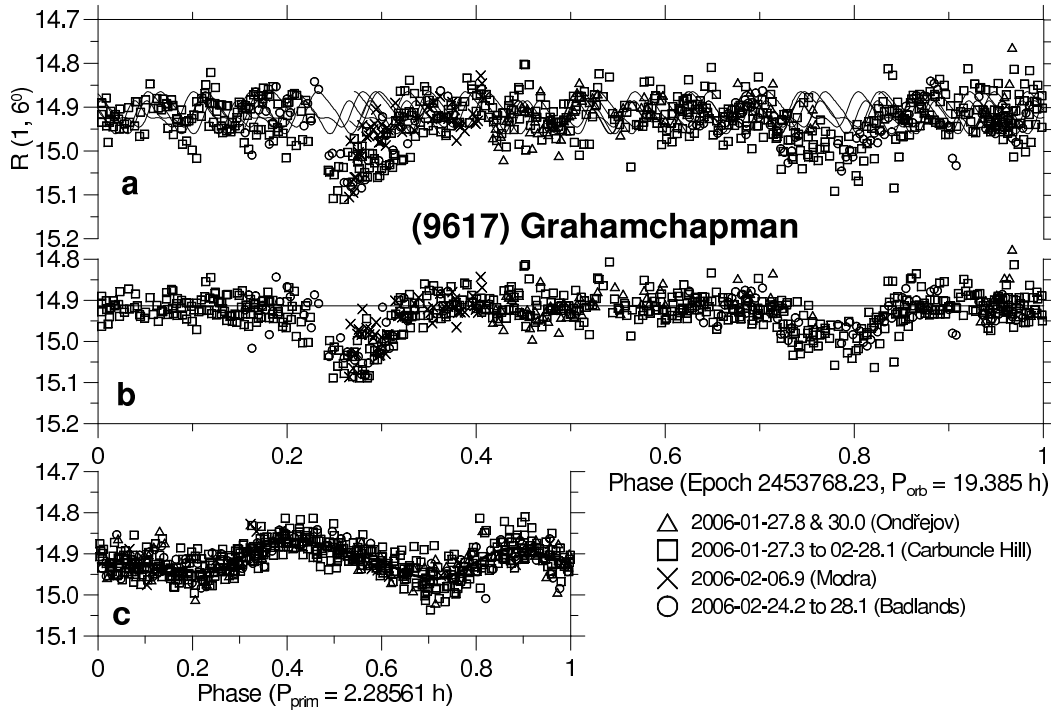 14.7
14.8
14.9
15.0
15.1
15.2
R (1, 6⁰)
a
(9617) Grahamchapman
14.8
14.9
15.0
15.1
15.2
b
0 0.2 0.4 0.6 0.8 1
Phase (Epoch 2453768.23, P_orb = 19.385 h)
14.7
14.8
14.9
15.0
15.1
c
0 0.2 0.4 0.6 0.8 1
Phase (P_prim = 2.28561 h)
2006-01-27.8 & 30.0 (Ondřejov)
2006-01-27.3 to 02-28.1 (Carbuncle Hill)
2006-02-06.9 (Modra)
2006-02-24.2 to 28.1 (Badlands)